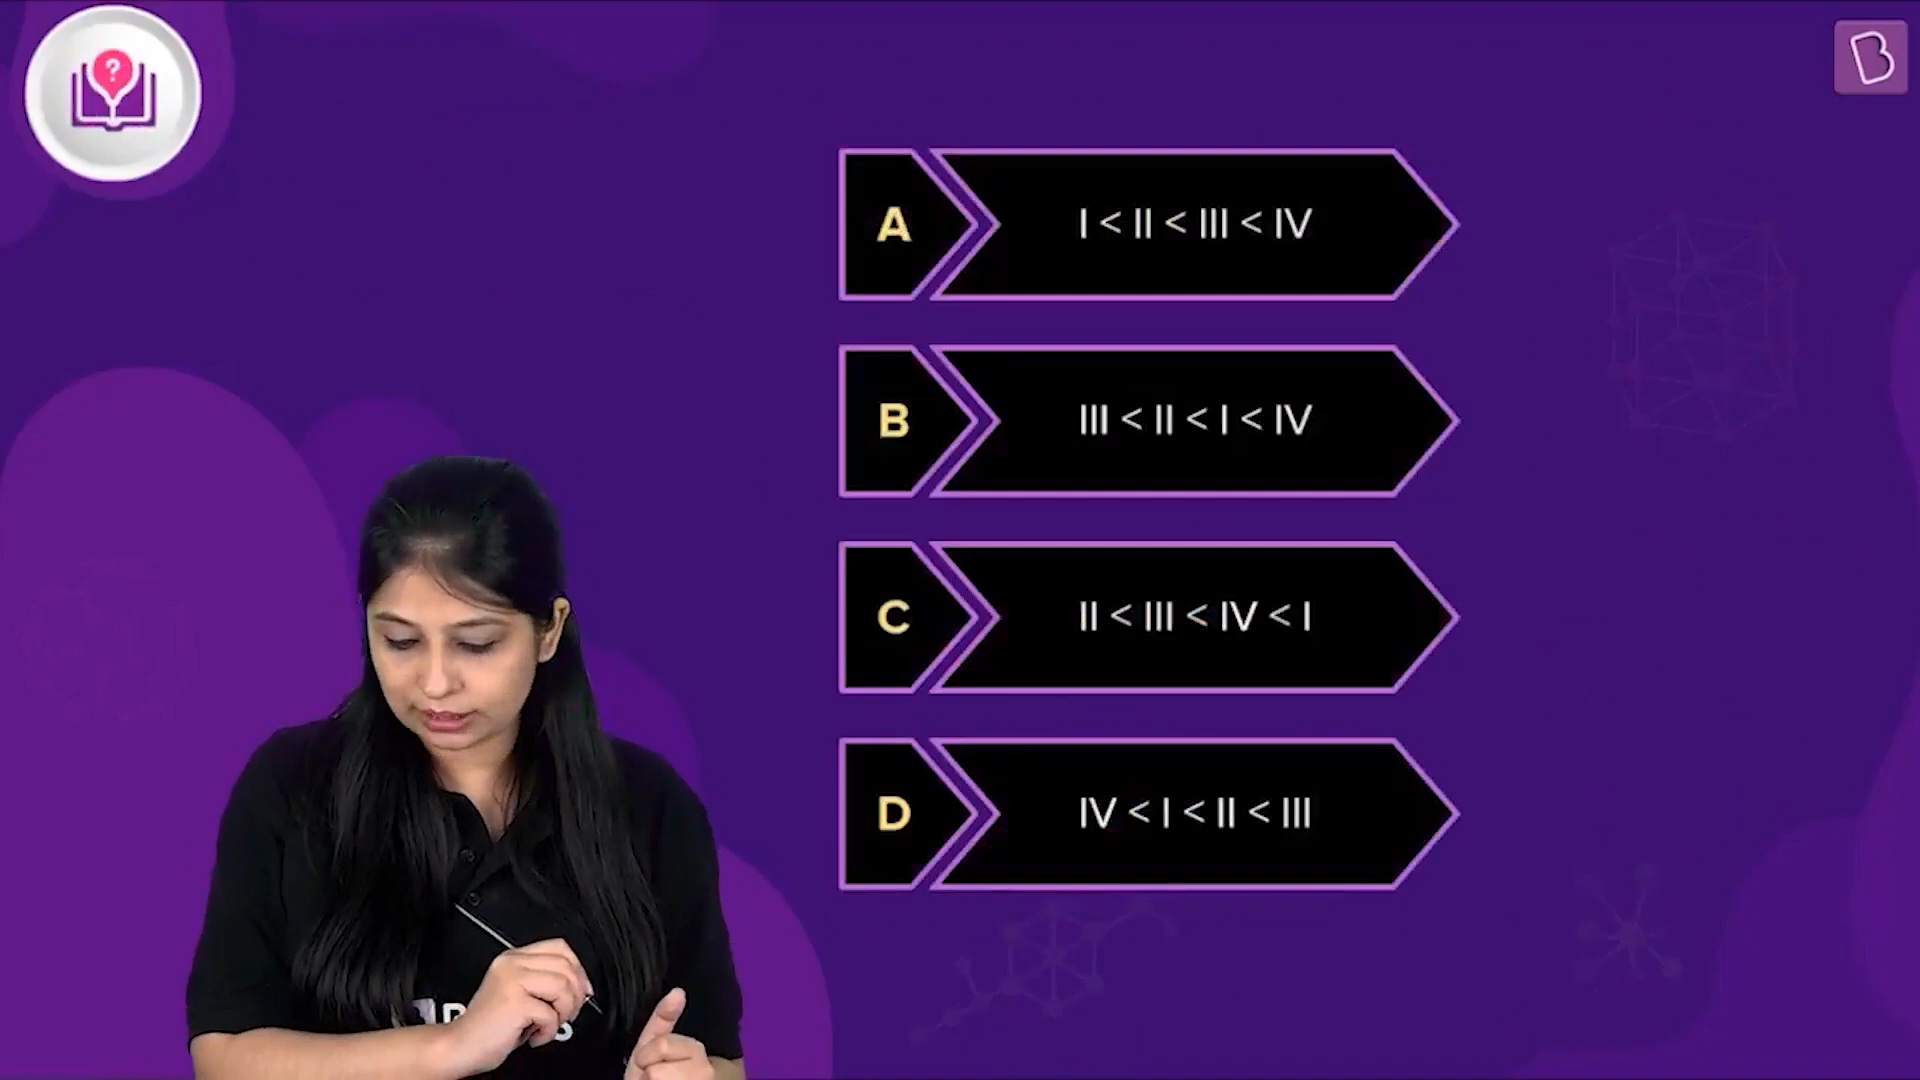 ?
B
A
I < II < III < IV
B
III < II < I < IV
C
II < III < IV < I
D
IV < I < II < III